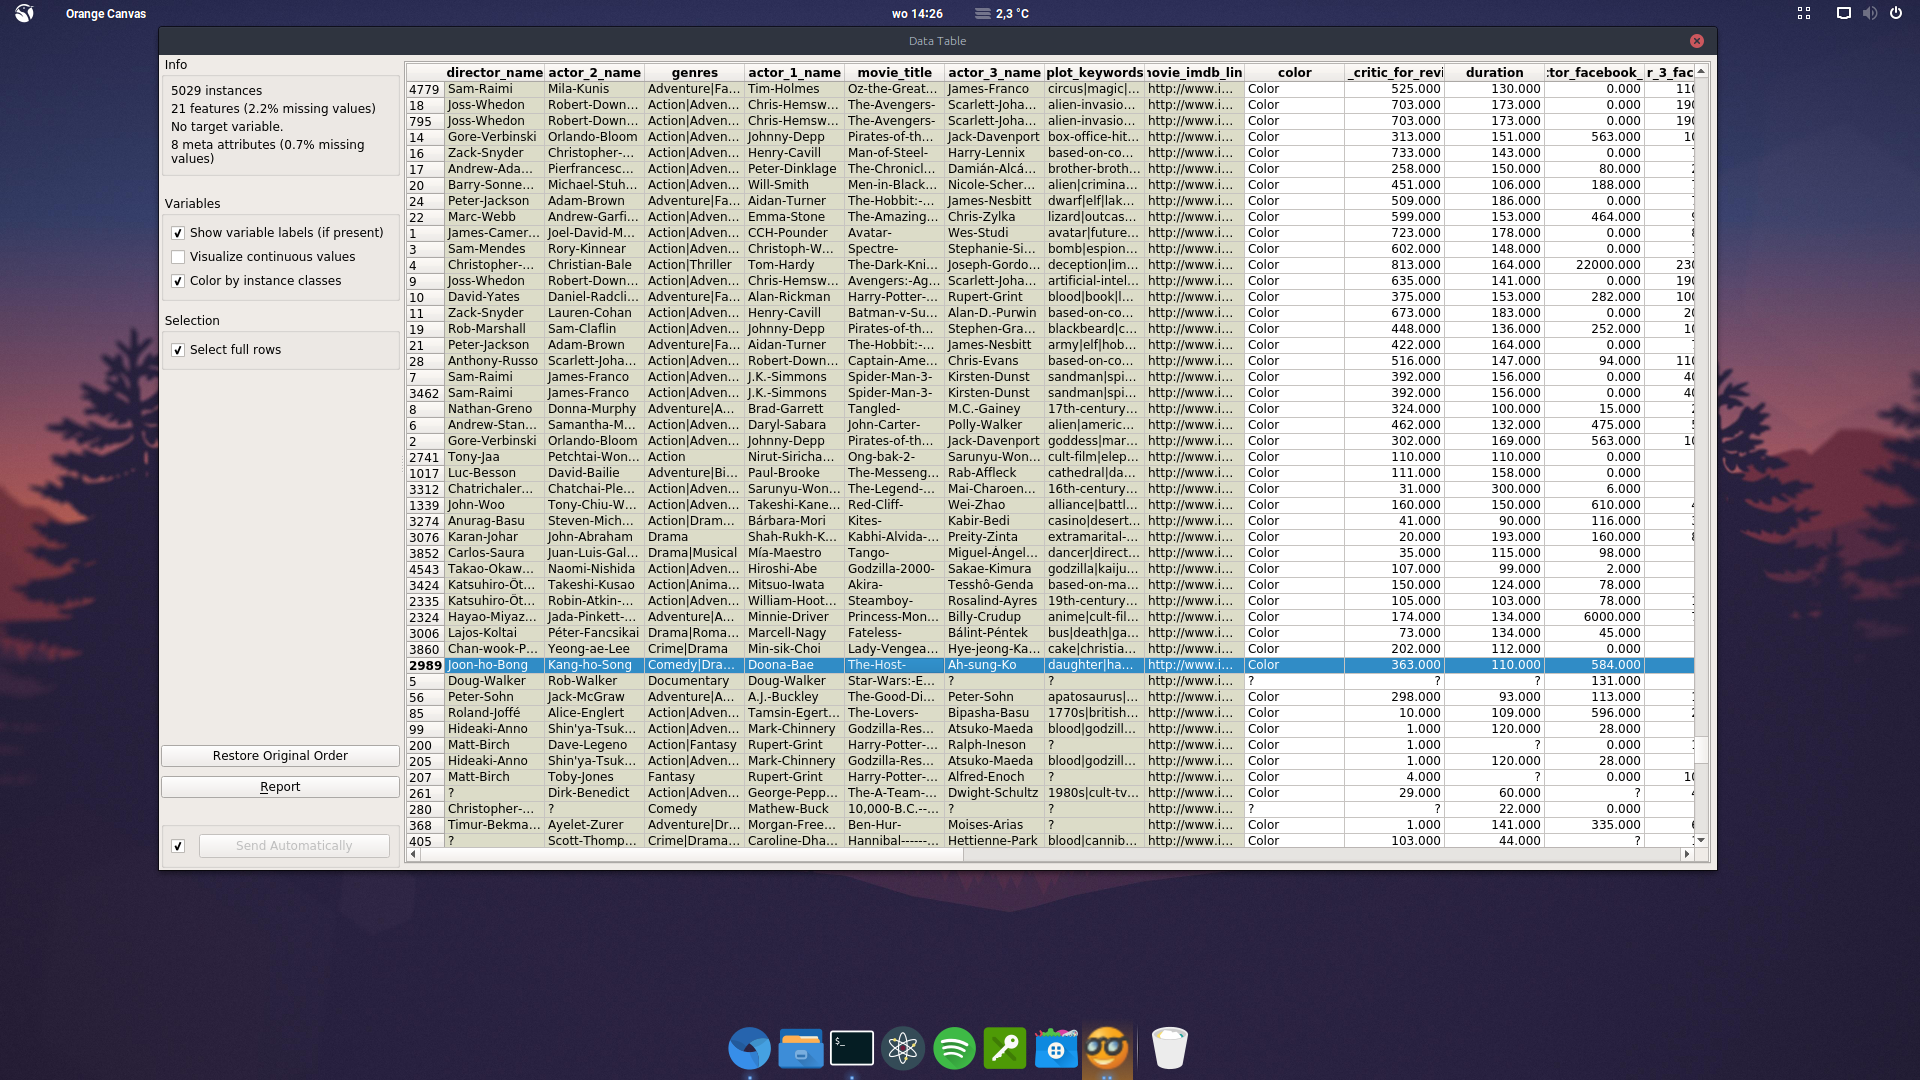 Orange Canvas wo 14:26 2,3 °C
Data Table
Info
5029 instances
21 features (2.2% missing values)
No target variable.
8 meta attributes (0.7% missing
values)
Variables
Show variable labels (if present)
Visualize continuous values
Color by instance classes
Selection
Select full rows
Restore Original Order
Report
Send Automatically
director_name actor_2_name genres actor_1_name movie_title actor_3_name plot_keywords movie_imdb_lin color _critic_for_revi duration :tor_facebook_ r_3_fac
4779 Sam-Raimi Mila-Kunis Adventure|Fa... Tim-Holmes Oz-the-Great... James-Franco circus|magic|... http://www.i... Color 525.000 130.000 0.000 110
18 Joss-Whedon Robert-Down... Action|Adven... Chris-Hemsw... The-Avengers- Scarlett-Joha... alien-invasio... http://www.i... Color 703.000 173.000 0.000 190
795 Joss-Whedon Robert-Down... Action|Adven... Chris-Hemsw... The-Avengers- Scarlett-Joha... alien-invasio... http://www.i... Color 703.000 173.000 0.000 190
14 Gore-Verbinski Orlando-Bloom Action|Adven... Johnny-Depp Pirates-of-th... Jack-Davenport box-office-hit... http://www.i... Color 313.000 151.000 563.000 10
16 Zack-Snyder Christopher-... Action|Adven... Henry-Cavill Man-of-Steel- Harry-Lennix based-on-co... http://www.i... Color 733.000 143.000 0.000
17 Andrew-Ada... Pierfrancesc... Action|Adven... Peter-Dinklage The-Chronicl... Damián-Alcá... brother-broth... http://www.i... Color 258.000 150.000 80.000
20 Barry-Sonne... Michael-Stuh... Action|Adven... Will-Smith Men-in-Black... Nicole-Scher... alien|crimina... http://www.i... Color 451.000 106.000 188.000
24 Peter-Jackson Adam-Brown Adventure|Fa... Aidan-Turner The-Hobbit:-... James-Nesbitt dwarf|elf|lak... http://www.i... Color 509.000 186.000 0.000
22 Marc-Webb Andrew-Garfi... Action|Adven... Emma-Stone The-Amazing... Chris-Zylka lizard|outcas... http://www.i... Color 599.000 153.000 464.000
1 James-Camer... Joel-David-M... Action|Adven... CCH-Pounder Avatar- Wes-Studi avatar|future... http://www.i... Color 723.000 178.000 0.000
3 Sam-Mendes Rory-Kinnear Action|Adven... Christoph-W... Spectre- Stephanie-Si... bomb|espion... http://www.i... Color 602.000 148.000 0.000
4 Christopher-... Christian-Bale Action|Thriller Tom-Hardy The-Dark-Kni... Joseph-Gordo... deception|im... http://www.i... Color 813.000 164.000 22000.000 230
9 Joss-Whedon Robert-Down... Action|Adven... Chris-Hemsw... Avengers:-Ag... Scarlett-Joha... artificial-intel... http://www.i... Color 635.000 141.000 0.000 190
10 David-Yates Daniel-Radcli... Adventure|Fa... Alan-Rickman Harry-Potter-... Rupert-Grint blood|book|l... http://www.i... Color 375.000 153.000 282.000 100
11 Zack-Snyder Lauren-Cohan Action|Adven... Henry-Cavill Batman-v-Su... Alan-D.-Purwin based-on-co... http://www.i... Color 673.000 183.000 0.000 20
19 Rob-Marshall Sam-Claflin Action|Adven... Johnny-Depp Pirates-of-th... Stephen-Gra... blackbeard|c... http://www.i... Color 448.000 136.000 252.000 10
21 Peter-Jackson Adam-Brown Adventure|Fa... Aidan-Turner The-Hobbit:-... James-Nesbitt army|elf|hob... http://www.i... Color 422.000 164.000 0.000
28 Anthony-Russo Scarlett-Joha... Action|Adven... Robert-Down... Captain-Ame... Chris-Evans based-on-co... http://www.i... Color 516.000 147.000 94.000 110
7 Sam-Raimi James-Franco Action|Adven... J.K.-Simmons Spider-Man-3- Kirsten-Dunst sandman|spi... http://www.i... Color 392.000 156.000 0.000 40
3462 Sam-Raimi James-Franco Action|Adven... J.K.-Simmons Spider-Man-3- Kirsten-Dunst sandman|spi... http://www.i... Color 392.000 156.000 0.000 40
8 Nathan-Greno Donna-Murphy Adventure|A... Brad-Garrett Tangled- M.C.-Gainey 17th-century... http://www.i... Color 324.000 100.000 15.000
6 Andrew-Stan... Samantha-M... Action|Adven... Daryl-Sabara John-Carter- Polly-Walker alien|americ... http://www.i... Color 462.000 132.000 475.000
2 Gore-Verbinski Orlando-Bloom Action|Adven... Johnny-Depp Pirates-of-th... Jack-Davenport goddess|mar... http://www.i... Color 302.000 169.000 563.000 10
2741 Tony-Jaa Petchtai-Won... Action Nirut-Siricha... Ong-bak-2- Sarunyu-Won... cult-film|elep... http://www.i... Color 110.000 110.000 0.000
1017 Luc-Besson David-Bailie Adventure|Bi... Paul-Brooke The-Messeng... Rab-Affleck cathedral|da... http://www.i... Color 111.000 158.000 0.000
3312 Chatrichaler... Chatchai-Ple... Action|Adven... Sarunyu-Won... The-Legend-... Mai-Charoen... 16th-century... http://www.i... Color 31.000 300.000 6.000
1339 John-Woo Tony-Chiu-W... Action|Adven... Takeshi-Kane... Red-Cliff- Wei-Zhao alliance|battl... http://www.i... Color 160.000 150.000 610.000
3274 Anurag-Basu Steven-Mich... Action|Dram... Bárbara-Mori Kites- Kabir-Bedi casino|desert... http://www.i... Color 41.000 90.000 116.000
3076 Karan-Johar John-Abraham Drama Shah-Rukh-K... Kabhi-Alvida-... Preity-Zinta extramarital-... http://www.i... Color 20.000 193.000 160.000
3852 Carlos-Saura Juan-Luis-Gal... Drama|Musical Mía-Maestro Tango- Miguel-Ángel... dancer|direct... http://www.i... Color 35.000 115.000 98.000
4543 Takao-Okaw... Naomi-Nishida Action|Adven... Hiroshi-Abe Godzilla-2000- Sakae-Kimura godzilla|kaiju... http://www.i... Color 107.000 99.000 2.000
3424 Katsuhiro-Öt... Takeshi-Kusao Action|Anima... Mitsuo-Iwata Akira- Tesshô-Genda based-on-ma... http://www.i... Color 150.000 124.000 78.000
2335 Katsuhiro-Öt... Robin-Atkin-... Action|Adven... William-Hoot... Steamboy- Rosalind-Ayres 19th-century... http://www.i... Color 105.000 103.000 78.000
2324 Hayao-Miyaz... Jada-Pinkett-... Action|Adven... Minnie-Driver Princess-Mon... Billy-Crudup anime|cult-fil... http://www.i... Color 174.000 134.000 6000.000
3006 Lajos-Koltai Péter-Fancsikai Drama|Roma... Marcell-Nagy Fateless- Bálint-Péntek bus|death|ga... http://www.i... Color 73.000 134.000 45.000
3860 Chan-wook-P... Yeong-ae-Lee Crime|Drama Min-sik-Choi Lady-Vengea... Hye-jeong-Ka... cake|christia... http://www.i... Color 202.000 112.000 0.000
2989 Joon-ho-Bong Kang-ho-Song Comedy|Dra... Doona-Bae The-Host- Ah-sung-Ko daughter|ha... http://www.i... Color 363.000 110.000 584.000
5 Doug-Walker Rob-Walker Documentary Doug-Walker Star-Wars:-E... ? ? http://www.i... ? ? ? 131.000
56 Peter-Sohn Jack-McGraw Adventure|A... A.J.-Buckley The-Good-Di... Peter-Sohn apatosaurus|... http://www.i... Color 298.000 93.000 113.000
85 Roland-Joffé Alice-Englert Action|Adven... Tamsin-Egert... The-Lovers- Bipasha-Basu 1770s|british... http://www.i... Color 10.000 109.000 596.000
99 Hideaki-Anno Shin'ya-Tsuk... Action|Adven... Mark-Chinnery Godzilla-Res... Atsuko-Maeda blood|godzill... http://www.i... Color 1.000 120.000 28.000
200 Matt-Birch Dave-Legeno Action|Fantasy Rupert-Grint Harry-Potter-... Ralph-Ineson ? http://www.i... Color 1.000 ? 0.000
205 Hideaki-Anno Shin'ya-Tsuk... Action|Adven... Mark-Chinnery Godzilla-Res... Atsuko-Maeda blood|godzill... http://www.i... Color 1.000 120.000 28.000
207 Matt-Birch Toby-Jones Fantasy Rupert-Grint Harry-Potter-... Alfred-Enoch ? http://www.i... Color 4.000 ? 0.000 10
261 ? Dirk-Benedict Action|Adven... George-Pepp... The-A-Team-... Dwight-Schultz 1980s|cult-tv... http://www.i... Color 29.000 60.000 ?
280 Christopher-... ? Comedy Mathew-Buck 10,000-B.C.--... ? ? http://www.i... ? ? 22.000 0.000
368 Timur-Bekma... Ayelet-Zurer Adventure|Dr... Morgan-Free... Ben-Hur- Moises-Arias ? http://www.i... Color 1.000 141.000 335.000
405 ? Scott-Thomp... Crime|Drama... Caroline-Dha... Hannibal------... Hettienne-Park blood|cannib... http://www.i... Color 103.000 44.000 ?